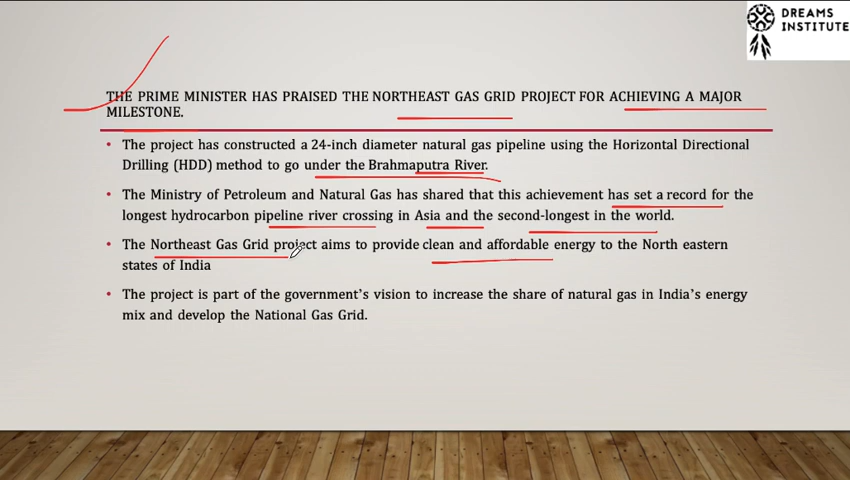 DREAMS
INSTITUTE
THE PRIME MINISTER HAS PRAISED THE NORTHEAST GAS GRID PROJECT FOR ACHIEVING A MAJOR
MILESTONE.
• The project has constructed a 24-inch diameter natural gas pipeline using the Horizontal Directional
Drilling (HDD) method to go under the Brahmaputra River.
• The Ministry of Petroleum and Natural Gas has shared that this achievement has set a record for the
longest hydrocarbon pipeline river crossing in Asia and the second-longest in the world.
• The Northeast Gas Grid project aims to provide clean and affordable energy to the North eastern
states of India
• The project is part of the government's vision to increase the share of natural gas in India's energy
mix and develop the National Gas Grid.